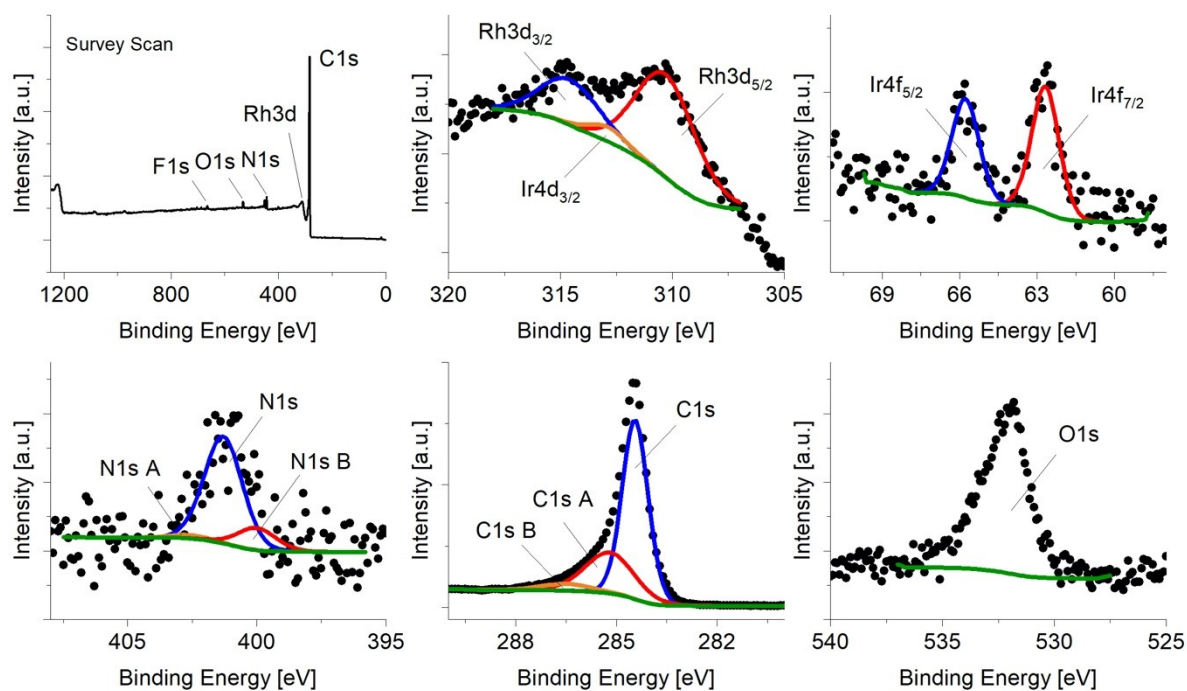 Survey Scan
C1s
Rh3d
F1s O1s N1s
Intensity [a.u.]
1200 800 400 0
Binding Energy [eV]
Rh3d3/2
Rh3d5/2
Ir4d3/2
Intensity [a.u.]
320 315 310 305
Binding Energy [eV]
Ir4f5/2
Ir4f7/2
Intensity [a.u.]
69 66 63 60
Binding Energy [eV]
N1s
N1s A
N1s B
Intensity [a.u.]
405 400 395
Binding Energy [eV]
C1s
C1s A
C1s B
Intensity [a.u.]
288 285 282
Binding Energy [eV]
O1s
Intensity [a.u.]
540 535 530 525
Binding Energy [eV]